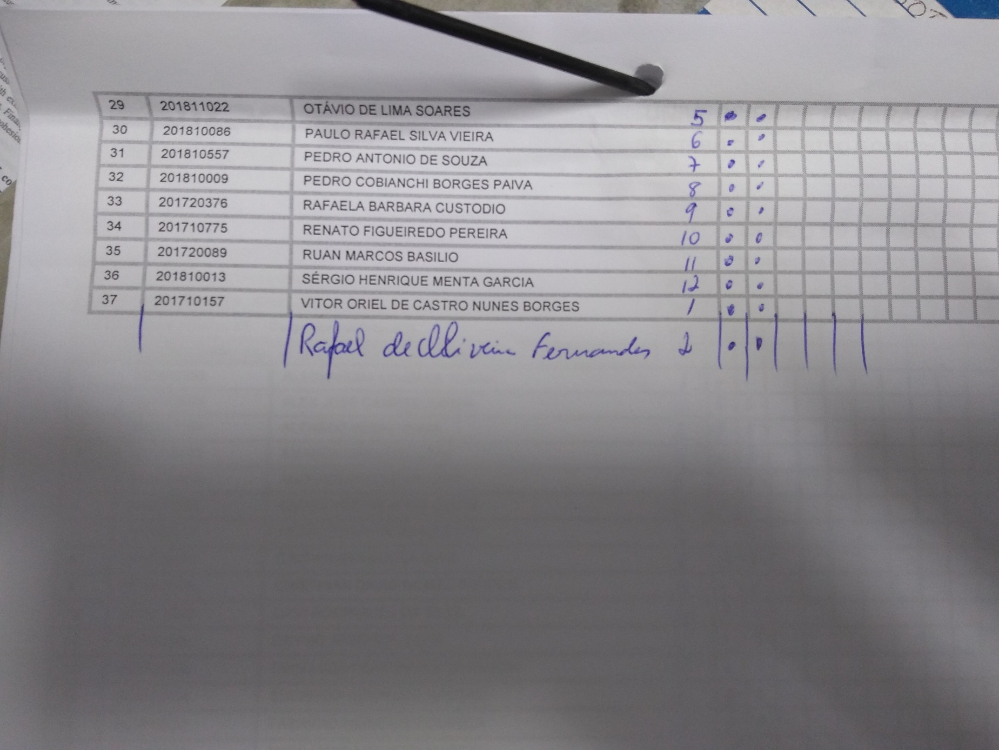 29 201811022 OTÁVIO DE LIMA SOARES 5
30 201810086 PAULO RAFAEL SILVA VIEIRA 6
31 201810557 PEDRO ANTONIO DE SOUZA 7
32 201810009 PEDRO COBIANCHI BORGES PAIVA 8
33 201720376 RAFAELA BARBARA CUSTODIO 9
34 201710775 RENATO FIGUEIREDO PEREIRA 10
35 201720089 RUAN MARCOS BASILIO 11
36 201810013 SÉRGIO HENRIQUE MENTA GARCIA 12
37 201710157 VITOR ORIEL DE CASTRO NUNES BORGES 1
Rafael de Oliveira Fernandes 2